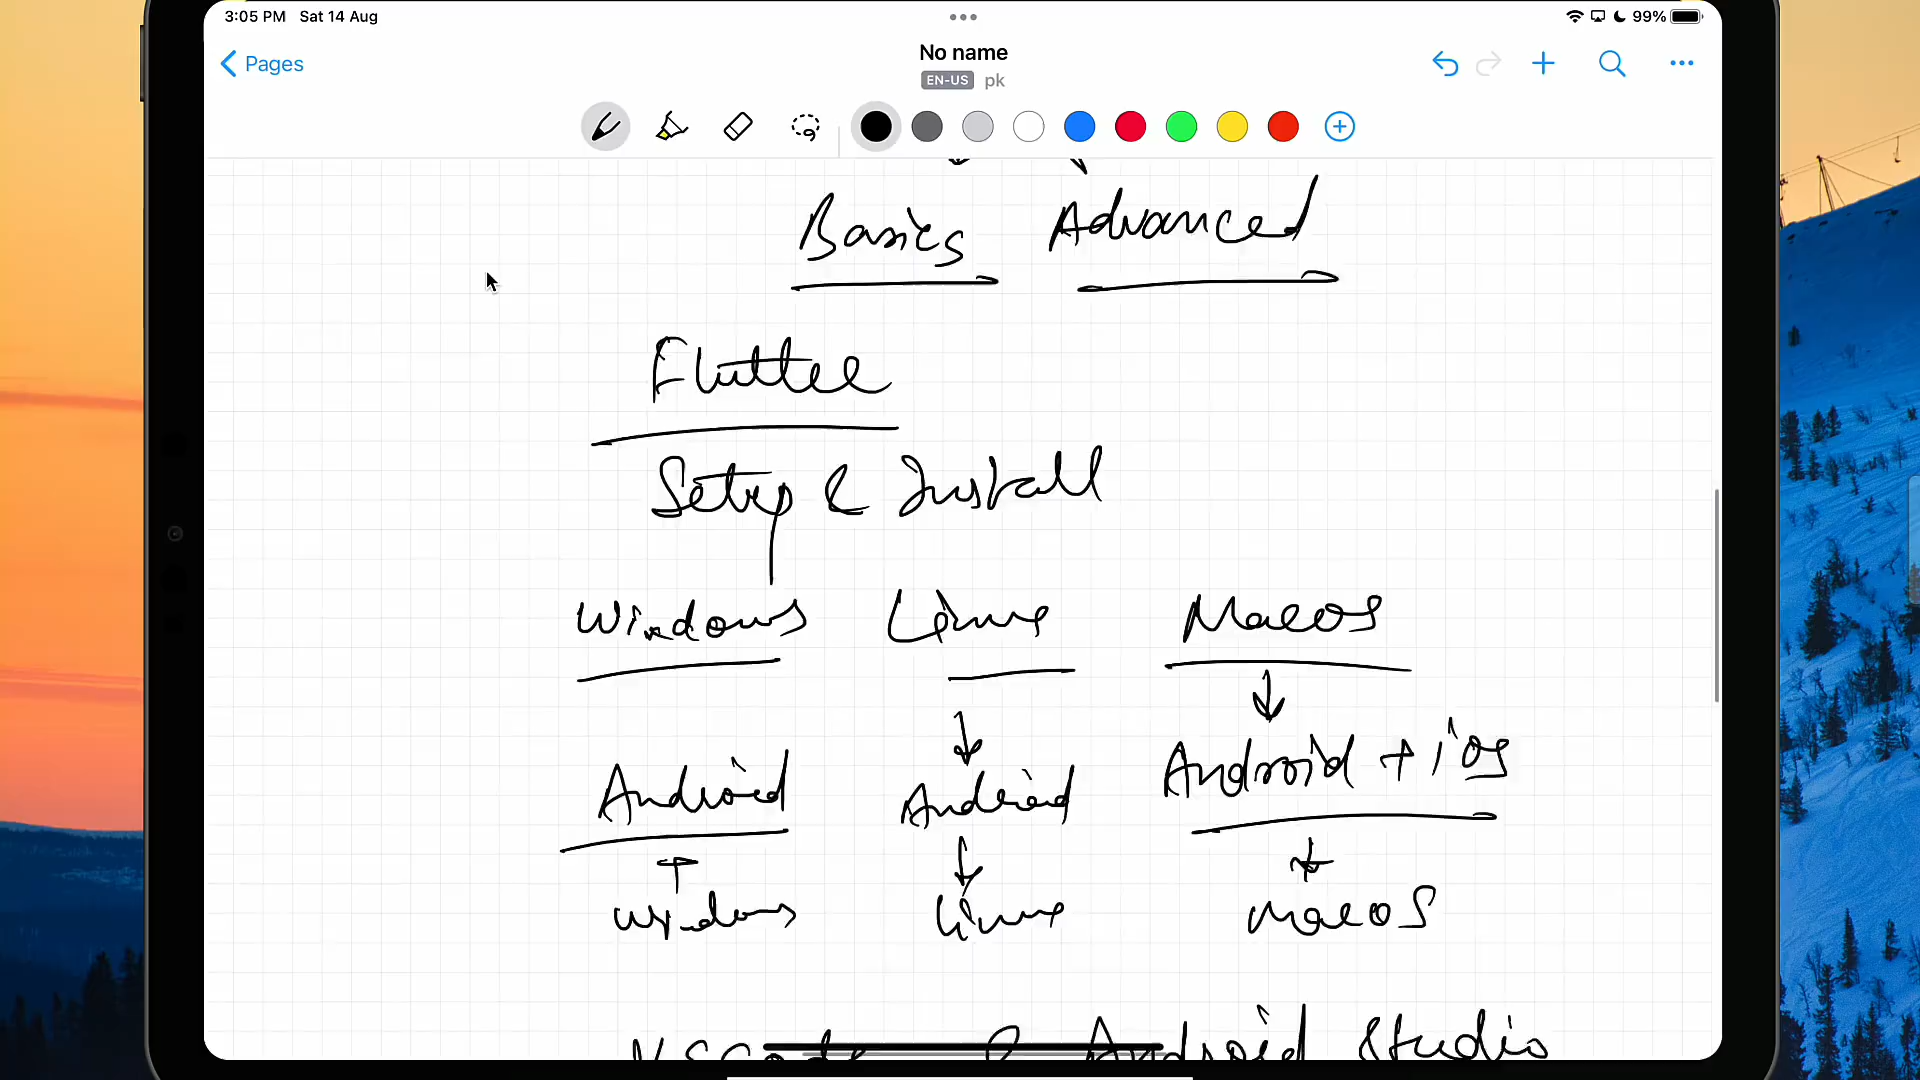 3:05 PM Sat 14 Aug 99%
Pages
No name
EN-US pk
Basics Advanced
Flutter
Setup & Install
Windows Linux Macos
Android Android Android + iOS
Windows Linux MacOS
VSCode & Android Studio